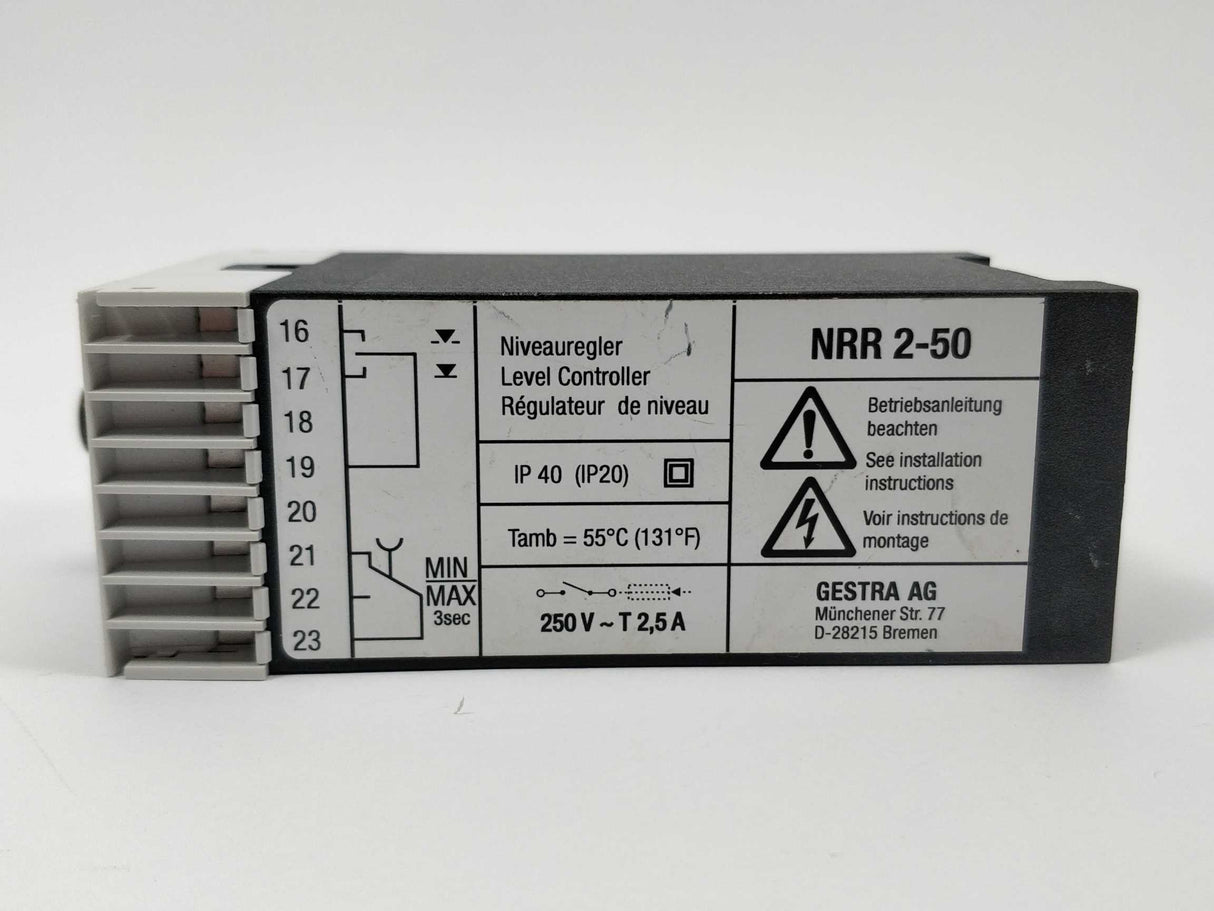 16
17
18
19
20
21
22
23
MIN
MAX
3sec
Niveauregler
Level Controller
Régulateur de niveau
IP 40 (IP20)
Tamb = 55°C (131°F)
250 V ~ T 2,5 A
NRR 2-50
Betriebsanleitung
beachten
See installation
instructions
Voir instructions de
montage
GESTRA AG
Münchener Str. 77
D-28215 Bremen